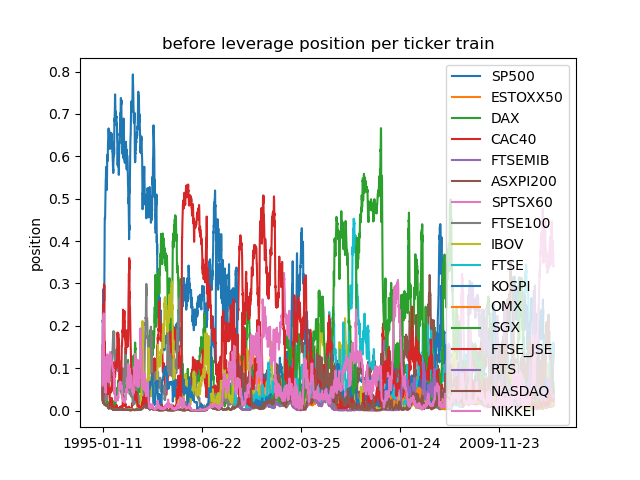 before leverage position per ticker train
position
0.8
0.7
0.6
0.5
0.4
0.3
0.2
0.1
0.0
1995-01-11
1998-06-22
2002-03-25
2006-01-24
2009-11-23
SP500
ESTOXX50
DAX
CAC40
FTSEMIB
ASXPI200
SPTSX60
FTSE100
IBOV
FTSE
KOSPI
OMX
SGX
FTSE_JSE
RTS
NASDAQ
NIKKEI